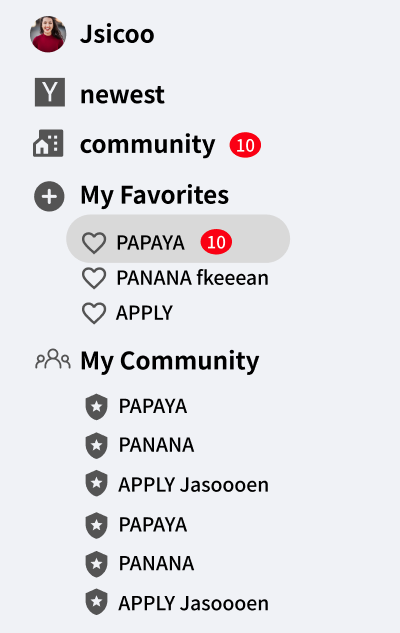 Jsicoo
Y newest
community 10
My Favorites
PAPAYA 10
PANANA fkeeean
APPLY
My Community
PAPAYA
PANANA
APPLY Jasoooen
PAPAYA
PANANA
APPLY Jasoooen